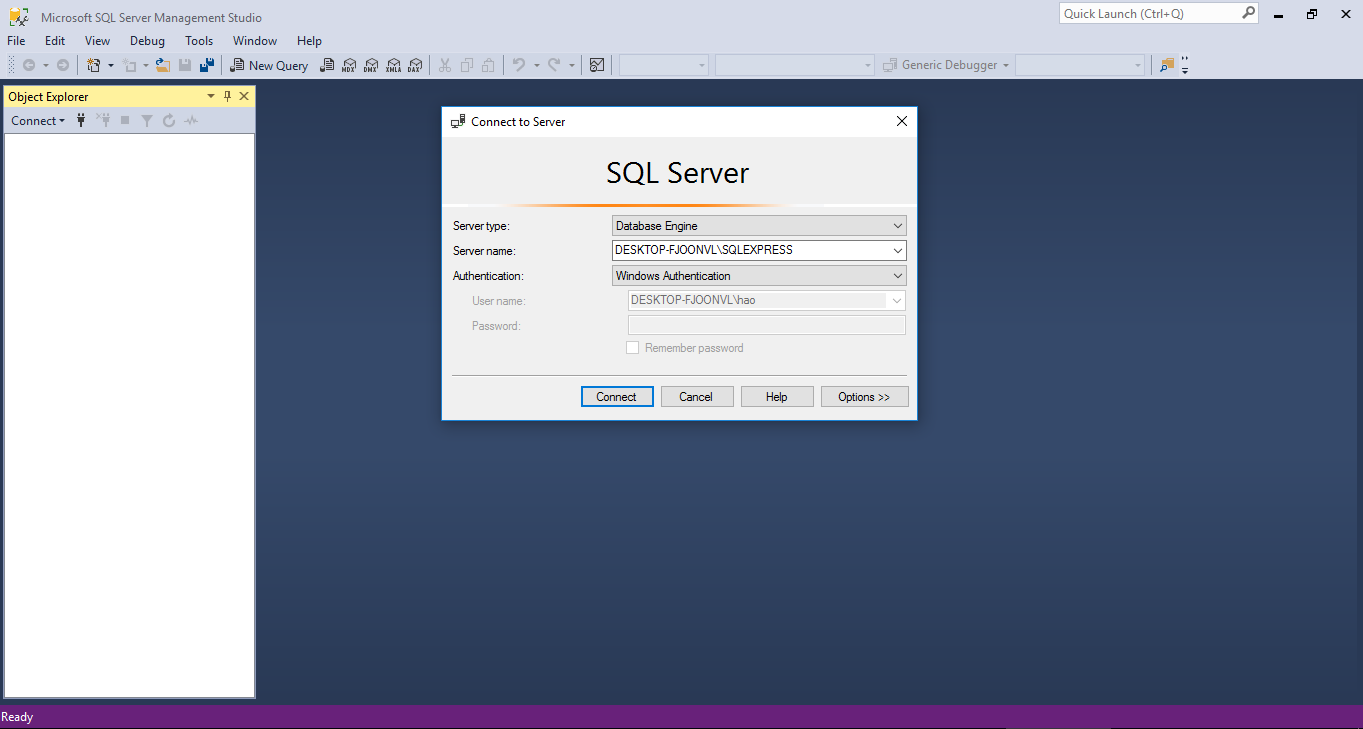 Microsoft SQL Server Management Studio
Quick Launch (Ctrl+Q)
File Edit View Debug Tools Window Help
New Query MDX DMX XMLA DAX Generic Debugger
Object Explorer
Connect
Connect to Server
SQL Server
Server type: Database Engine
Server name: DESKTOP-FJOONVL\SQLEXPRESS
Authentication: Windows Authentication
User name: DESKTOP-FJOONVL\hao
Password:
Remember password
Connect Cancel Help Options >>
Ready